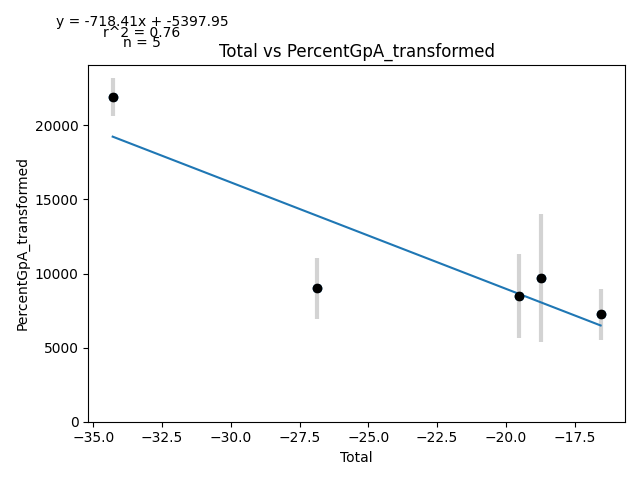 y = -718.41x + -5397.95
r^2 = 0.76
n = 5
Total vs PercentGpA_transformed
PercentGpA_transformed
20000
15000
10000
5000
0
−35.0 −32.5 −30.0 −27.5 −25.0 −22.5 −20.0 −17.5
Total